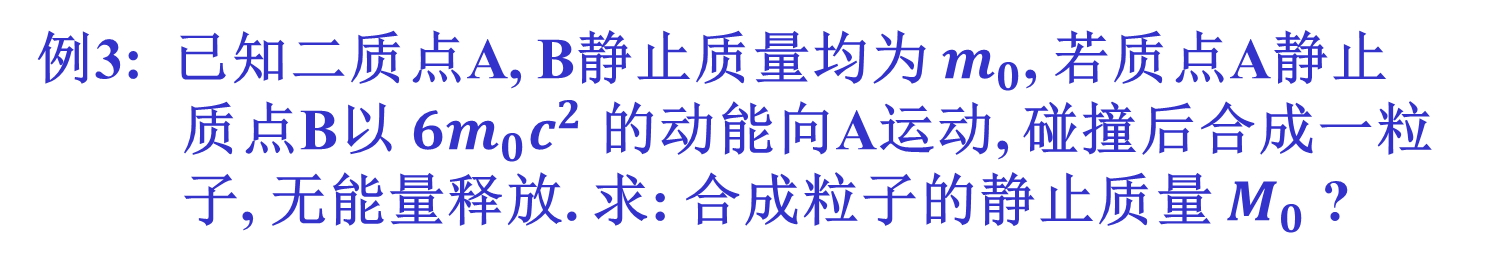 例3: 已知二质点A, B静止质量均为 m₀, 若质点A静止
质点B以 6m₀c² 的动能向A运动, 碰撞后合成一粒
子, 无能量释放. 求: 合成粒子的静止质量 M₀ ?